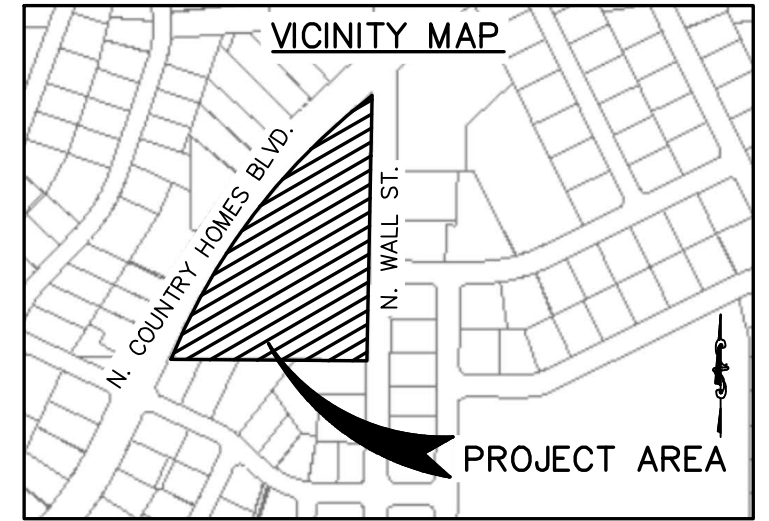 VICINITY MAP
N. COUNTRY HOMES BLVD.
N. WALL ST.
PROJECT AREA